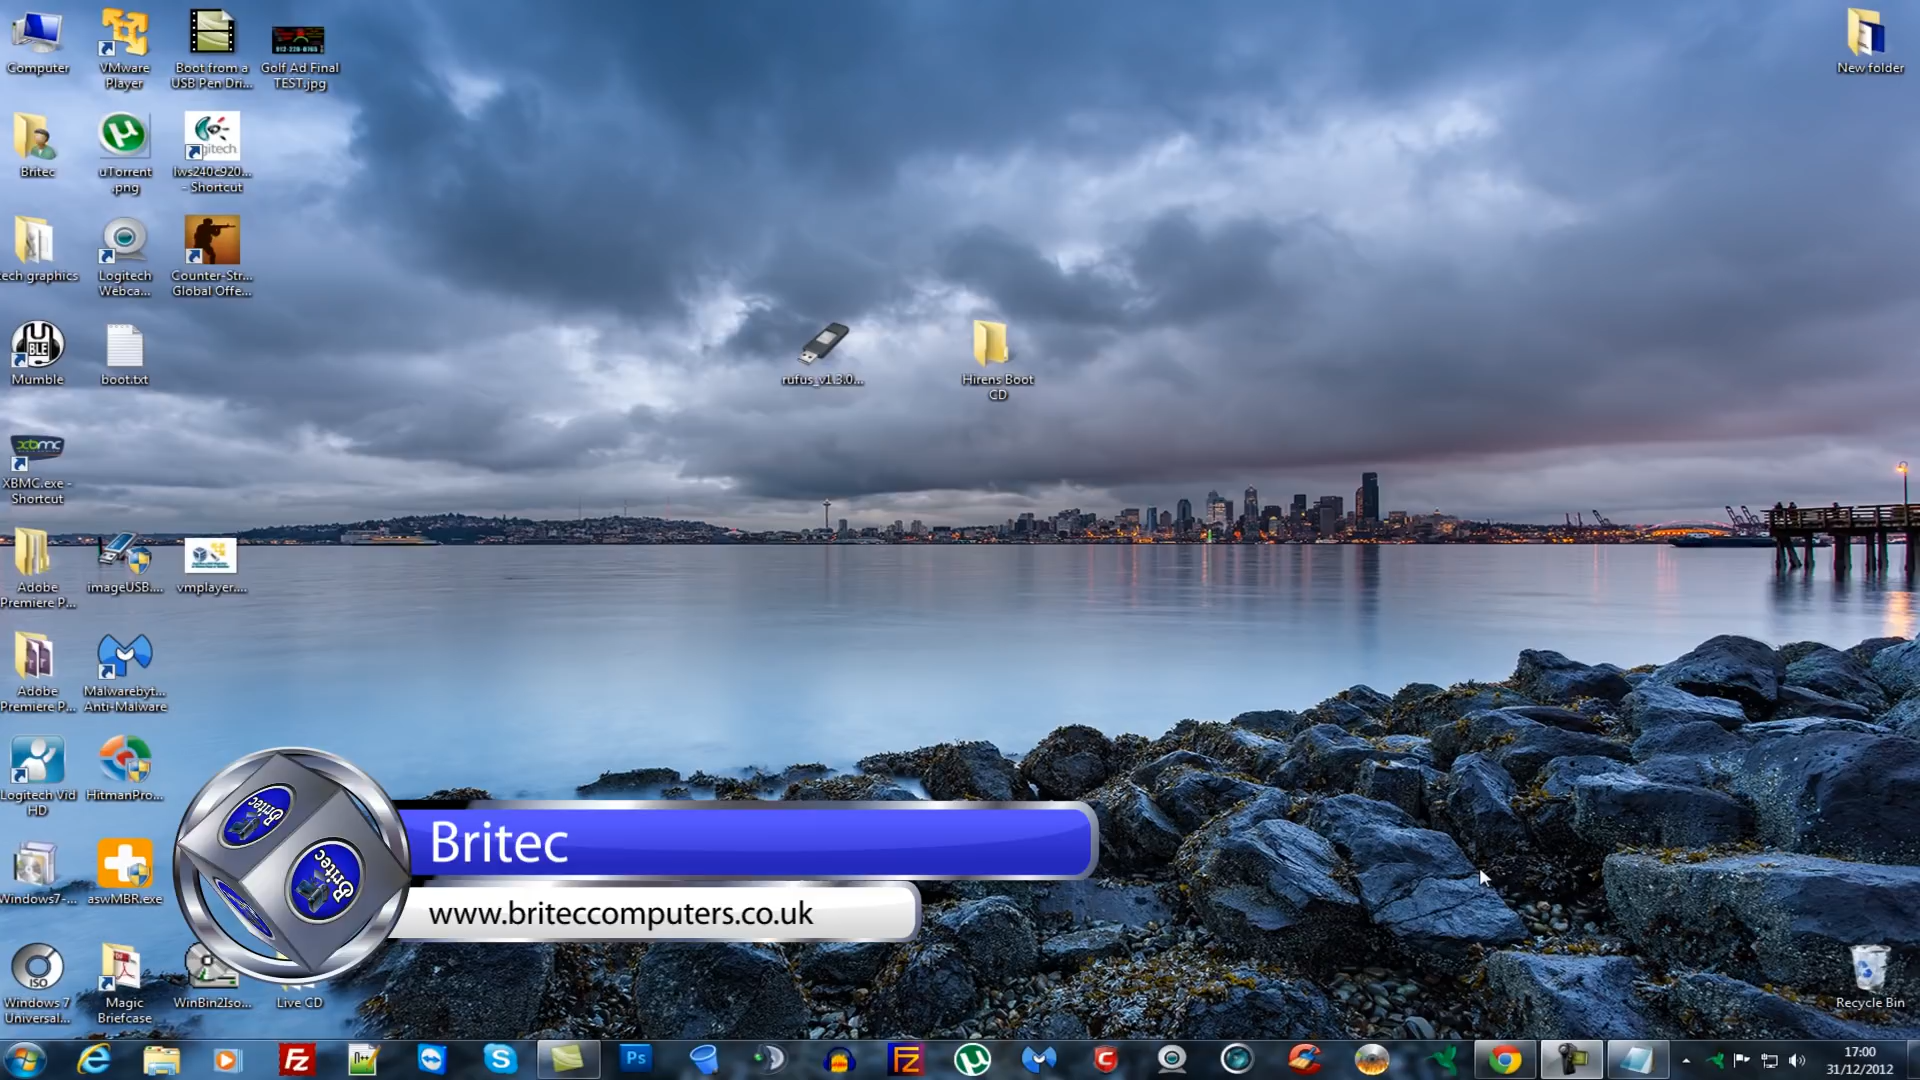 Computer
VMware
Player
Boot from a
USB Pen Dri...
Golf Ad Final
TEST.jpg
New folder
Britec
µTorrent
.png
lws240c920...
- Shortcut
tech graphics
Logitech
Webca...
Counter-Str...
Global Offe...
Mumble
boot.txt
rufus_v1.3.0...
Hirens Boot
CD
XBMC.exe -
Shortcut
Adobe
Premiere P...
imageUSB....
vmplayer....
Adobe
Premiere P...
Malwarebyt...
Anti-Malware
Logitech Vid
HD
HitmanPro...
Britec
www.briteccomputers.co.uk
Windows7-...
aswMBR.exe
Windows 7
Universal...
Magic
Briefcase
WinBin2Iso...
Live CD
Recycle Bin
17:00
31/12/2012